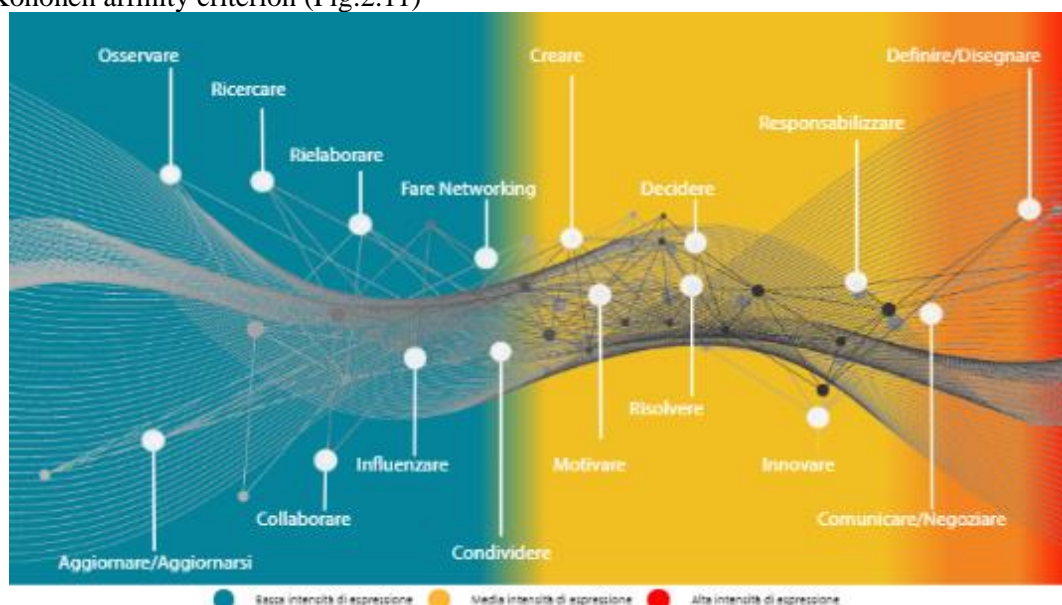 Kohonen affinity criterion (Fig.2.11)
Osservare
Creare
Definire/Disegnare
Ricercare
Responsabilizzare
Rielaborare
Fare Networking
Decidere
Risolvere
Influenzare
Motivare
Innovare
Collaborare
Comunicare/Negoziare
Condividere
Aggiornare/Aggiornarsi
Bassa intensità di espressione
Media intensità di espressione
Alta intensità di espressione